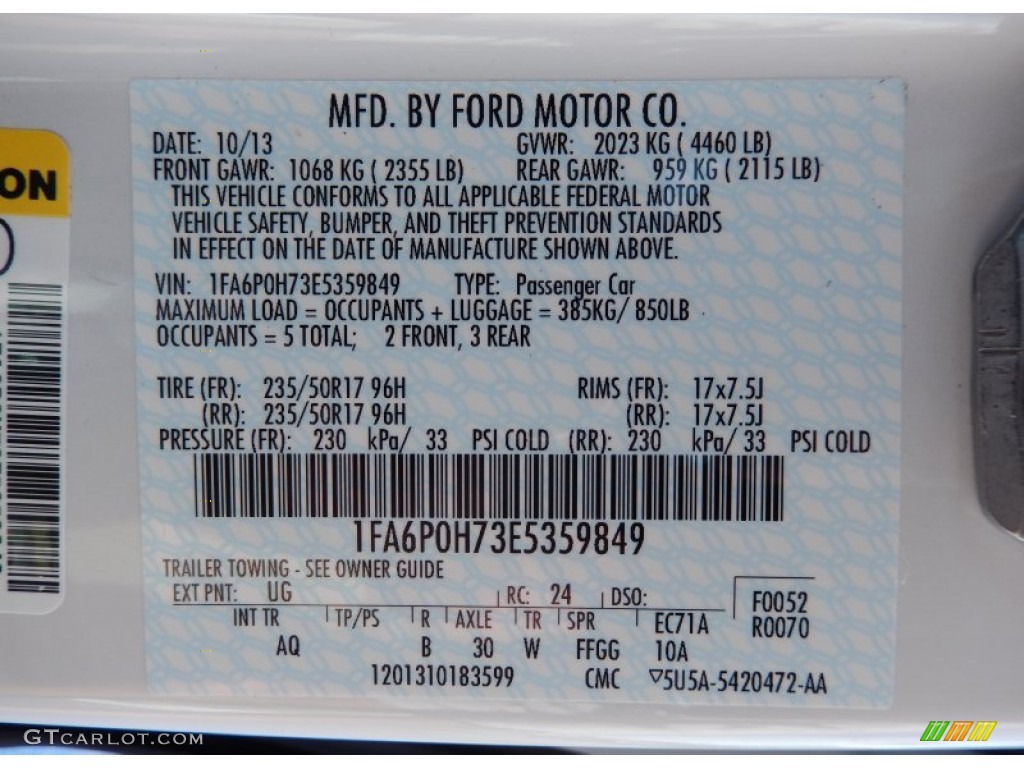 MFD. BY FORD MOTOR CO.
DATE: 10/13 GVWR: 2023 KG ( 4460 LB)
FRONT GAWR: 1068 KG ( 2355 LB) REAR GAWR: 959 KG ( 2115 LB)
THIS VEHICLE CONFORMS TO ALL APPLICABLE FEDERAL MOTOR
VEHICLE SAFETY, BUMPER, AND THEFT PREVENTION STANDARDS
IN EFFECT ON THE DATE OF MANUFACTURE SHOWN ABOVE.
VIN: 1FA6P0H73E5359849 TYPE: Passenger Car
MAXIMUM LOAD = OCCUPANTS + LUGGAGE = 385KG/ 850LB
OCCUPANTS = 5 TOTAL; 2 FRONT, 3 REAR
TIRE (FR): 235/50R17 96H RIMS (FR): 17x7.5J
(RR): 235/50R17 96H (RR): 17x7.5J
PRESSURE (FR): 230 kPa/ 33 PSI COLD (RR): 230 kPa/ 33 PSI COLD
1FA6P0H73E5359849
TRAILER TOWING - SEE OWNER GUIDE
EXT PNT: UG RC: 24 DSO: F0052
INT TR TP/PS R AXLE TR SPR EC71A R0070
AQ B 30 W FFGG 10A
1201310183599 CMC 5U5A-5420472-AA
ON
GTCARLOT.COM